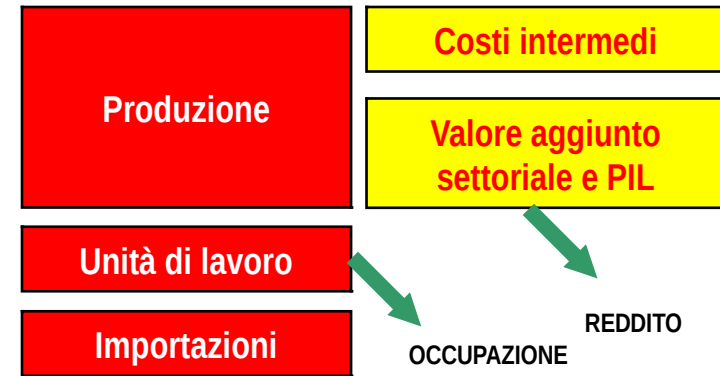 Produzione
Costi intermedi
Valore aggiunto
settoriale e PIL
Unità di lavoro
Importazioni
REDDITO
OCCUPAZIONE